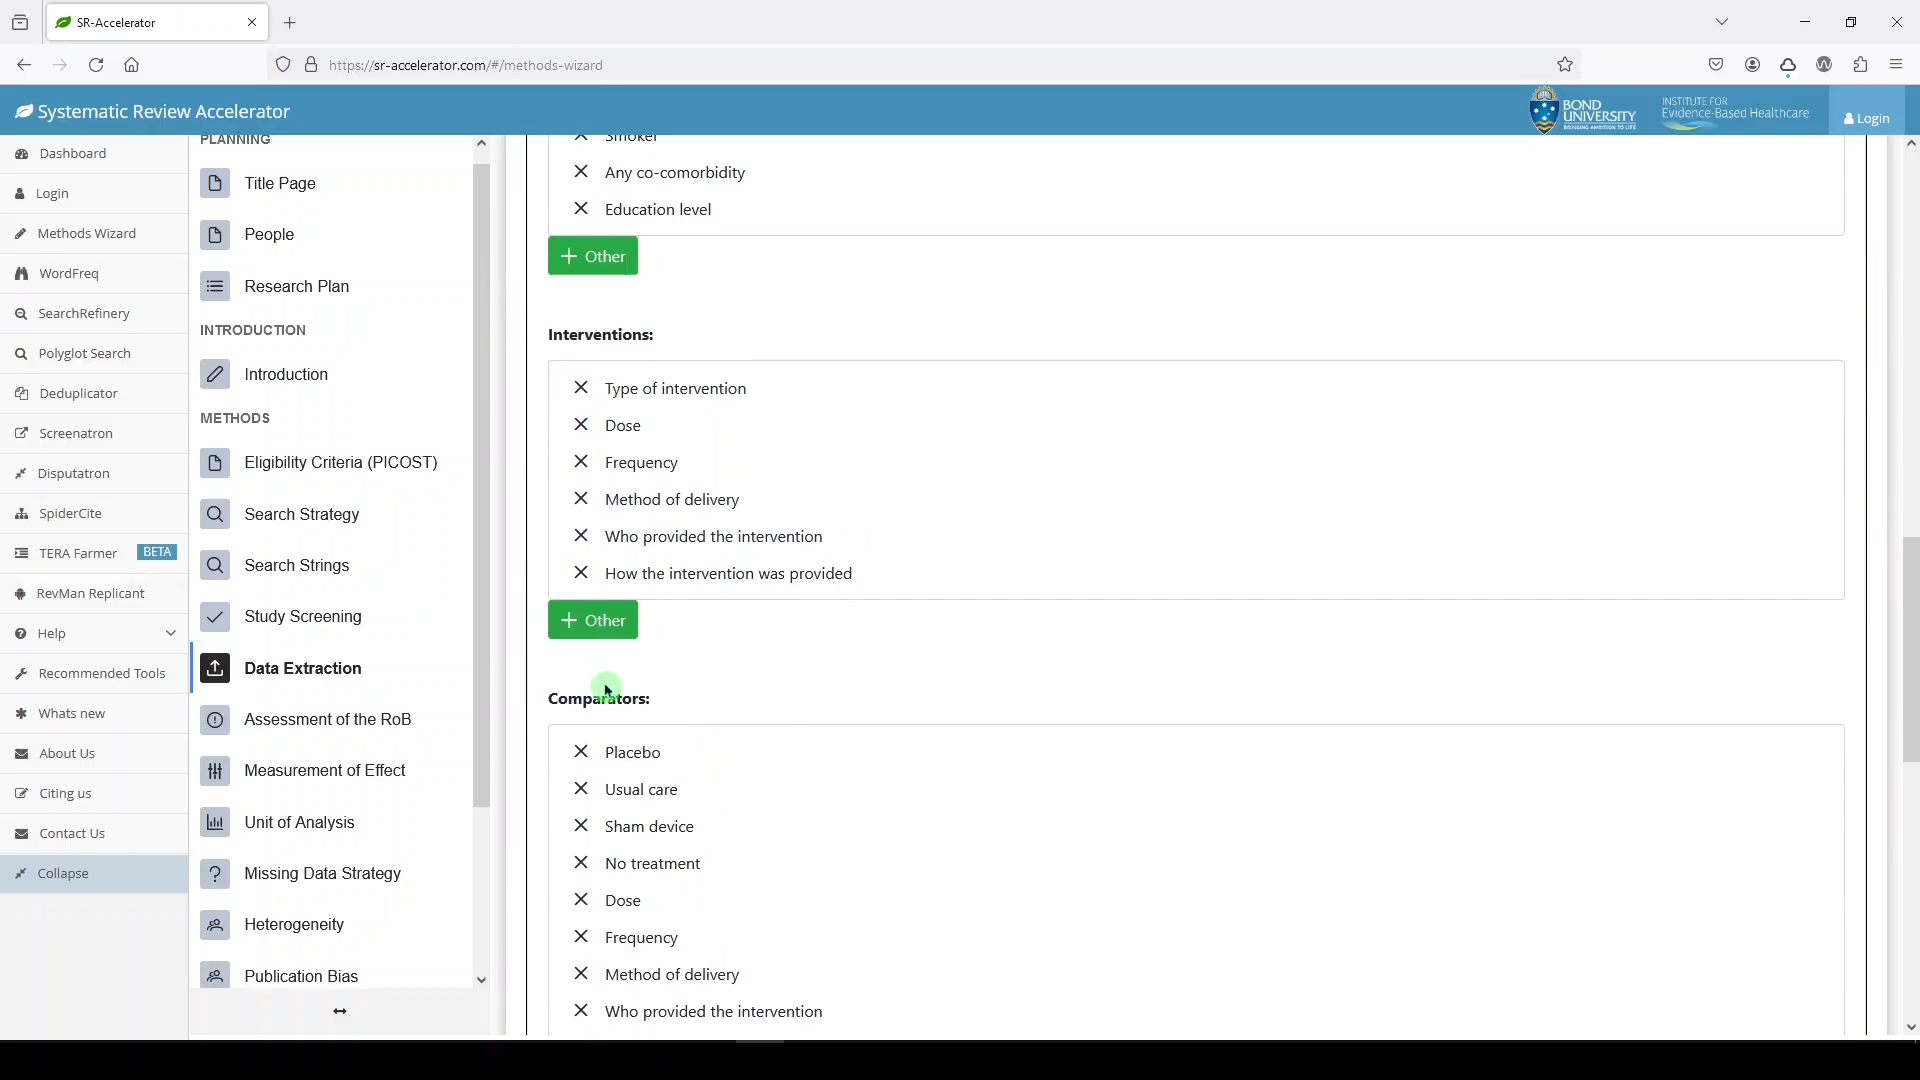 SR-Accelerator
https://sr-accelerator.com/#/methods-wizard
Systematic Review Accelerator
BOND
UNIVERSITY
BRINGING AMBITION TO LIFE
INSTITUTE FOR
Evidence-Based Healthcare
Login
Dashboard
Login
Methods Wizard
WordFreq
SearchRefinery
Polyglot Search
Deduplicator
Screenatron
Disputatron
SpiderCite
TERA Farmer BETA
RevMan Replicant
Help
Recommended Tools
Whats new
About Us
Citing us
Contact Us
Collapse
PLANNING
Title Page
People
Research Plan
INTRODUCTION
Introduction
METHODS
Eligibility Criteria (PICOST)
Search Strategy
Search Strings
Study Screening
Data Extraction
Assessment of the RoB
Measurement of Effect
Unit of Analysis
Missing Data Strategy
Heterogeneity
Publication Bias
Smoker
Any co-comorbidity
Education level
+ Other
Interventions:
Type of intervention
Dose
Frequency
Method of delivery
Who provided the intervention
How the intervention was provided
+ Other
Comparators:
Placebo
Usual care
Sham device
No treatment
Dose
Frequency
Method of delivery
Who provided the intervention